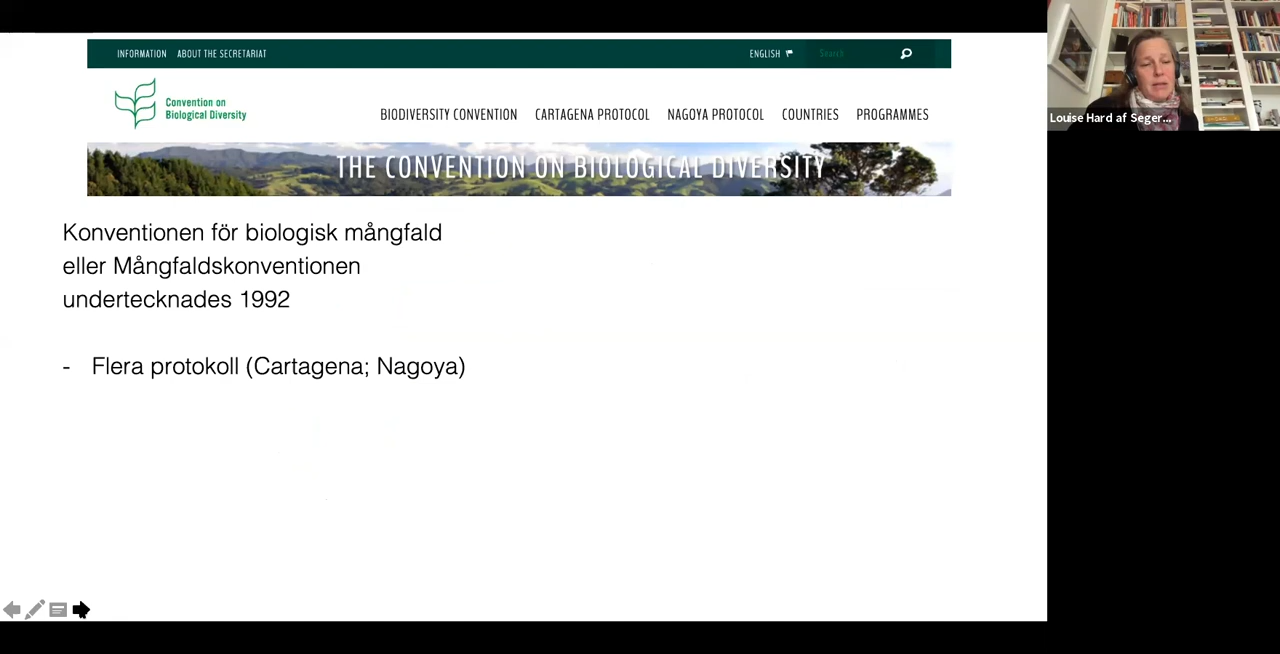 INFORMATION ABOUT THE SECRETARIAT
ENGLISH
Search
Convention on
Biological Diversity
BIODIVERSITY CONVENTION CARTAGENA PROTOCOL NAGOYA PROTOCOL COUNTRIES PROGRAMMES
THE CONVENTION ON BIOLOGICAL DIVERSITY
Louise Hard af Seger...
Konventionen för biologisk mångfald
eller Mångfaldskonventionen
undertecknades 1992
- Flera protokoll (Cartagena; Nagoya)